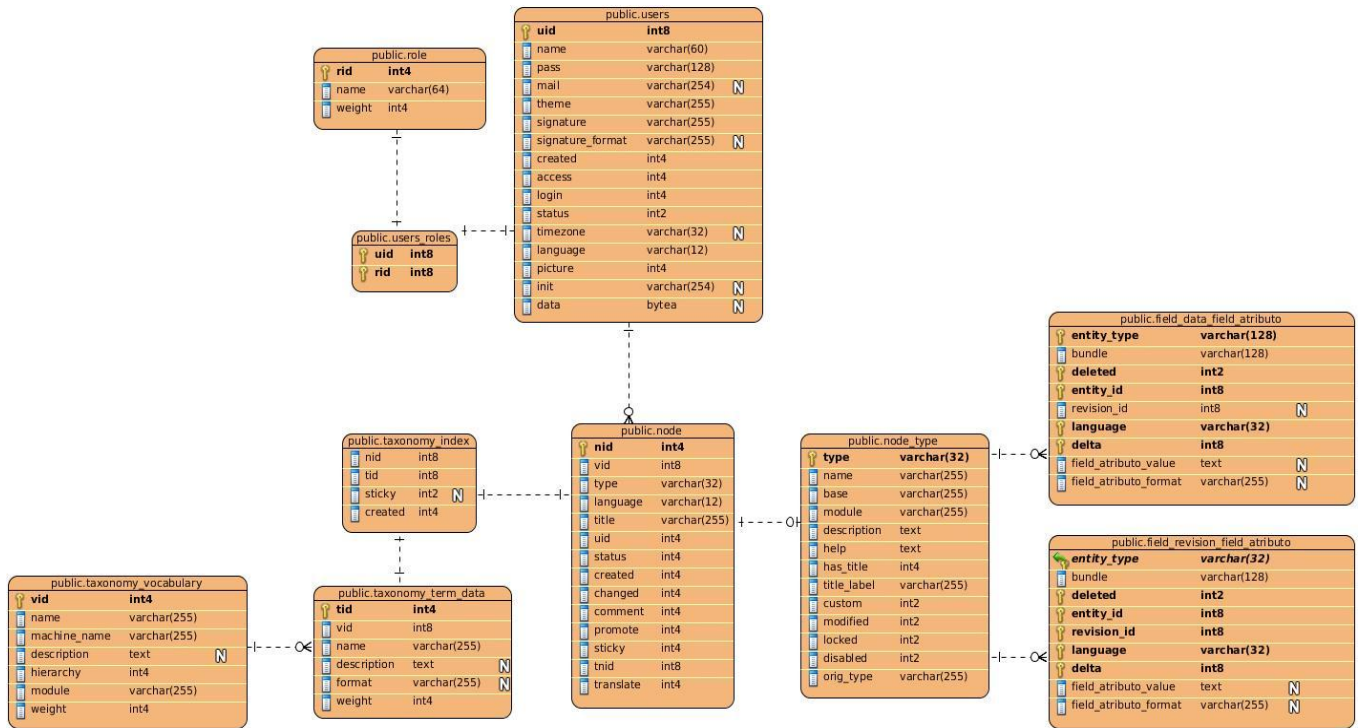 public.users
uid int8
name varchar(60)
pass varchar(128)
mail varchar(254) N
theme varchar(255)
signature varchar(255)
signature_format varchar(255) N
created int4
access int4
login int4
status int2
timezone varchar(32) N
language varchar(12)
picture int4
init varchar(254) N
data bytea N
public.role
rid int4
name varchar(64)
weight int4
public.users_roles
uid int8
rid int8
public.field_data_field_atributo
entity_type varchar(128)
bundle varchar(128)
deleted int2
entity_id int8
revision_id int8 N
language varchar(32)
delta int8
field_atributo_value text N
field_atributo_format varchar(255) N
public.taxonomy_index
nid int8
tid int8
sticky int2 N
created int4
public.node
nid int4
vid int8
type varchar(32)
language varchar(12)
title varchar(255)
uid int4
status int4
created int4
changed int4
comment int4
promote int4
sticky int4
tnid int8
translate int4
public.node_type
type varchar(32)
name varchar(255)
base varchar(255)
module varchar(255)
description text
help text
has_title int4
title_label varchar(255)
custom int2
modified int2
locked int2
disabled int2
orig_type varchar(255)
public.field_revision_field_atributo
entity_type varchar(32)
bundle varchar(128)
deleted int2
entity_id int8
revision_id int8
language varchar(32)
delta int8
field_atributo_value text N
field_atributo_format varchar(255) N
public.taxonomy_vocabulary
vid int4
name varchar(255)
machine_name varchar(255)
description text N
hierarchy int4
module varchar(255)
weight int4
public.taxonomy_term_data
tid int4
vid int8
name varchar(255)
description text N
format varchar(255) N
weight int4